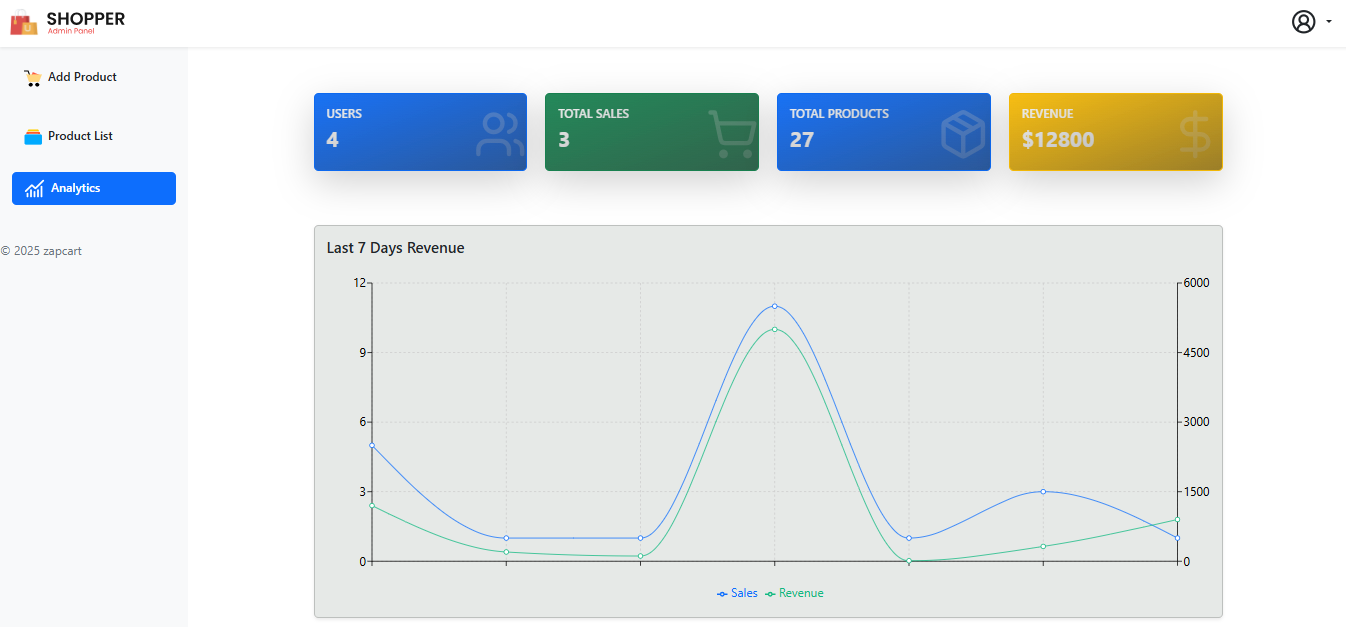 SHOPPER
Admin Panel
Add Product
Product List
Analytics
© 2025 zapcart
USERS
4
TOTAL SALES
3
TOTAL PRODUCTS
27
REVENUE
$12800
Last 7 Days Revenue
12
9
6
3
0
6000
4500
3000
1500
0
Sales
Revenue